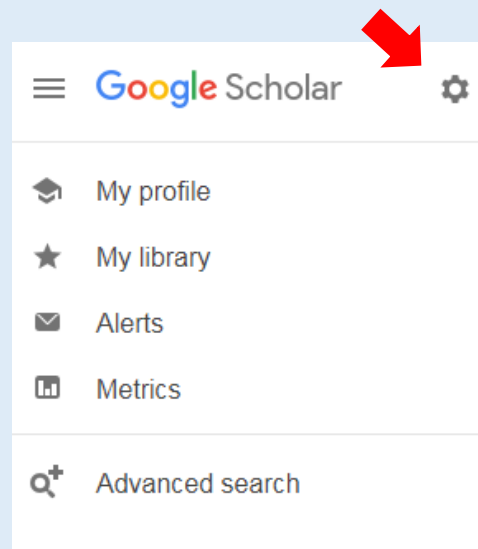 Google Scholar
My profile
My library
Alerts
Metrics
Advanced search